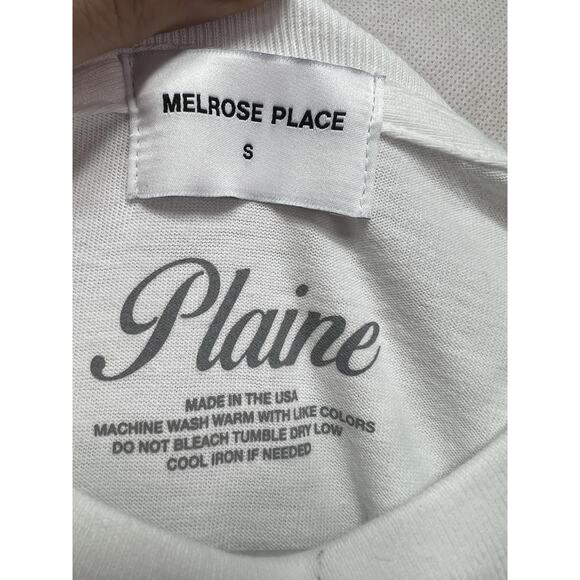 MELROSE PLACE
S
Plaine
MADE IN THE USA
MACHINE WASH WARM WITH LIKE COLORS
DO NOT BLEACH TUMBLE DRY LOW
COOL IRON IF NEEDED